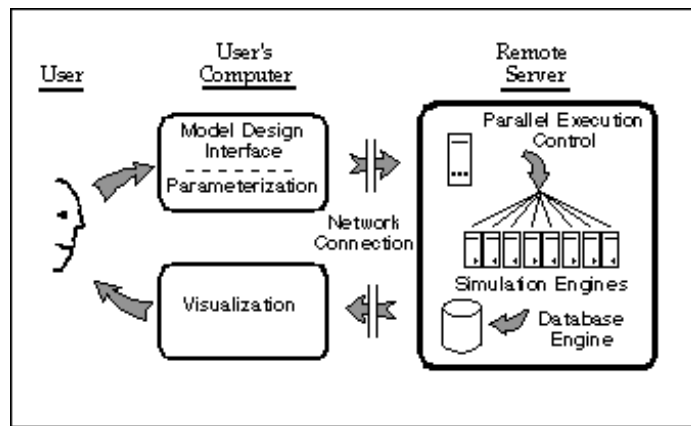 User
User's
Computer
Remote
Server
Model Design
Interface
Parameterization
Network
Connection
Visualization
Parallel Execution
Control
Simulation Engines
Database
Engine